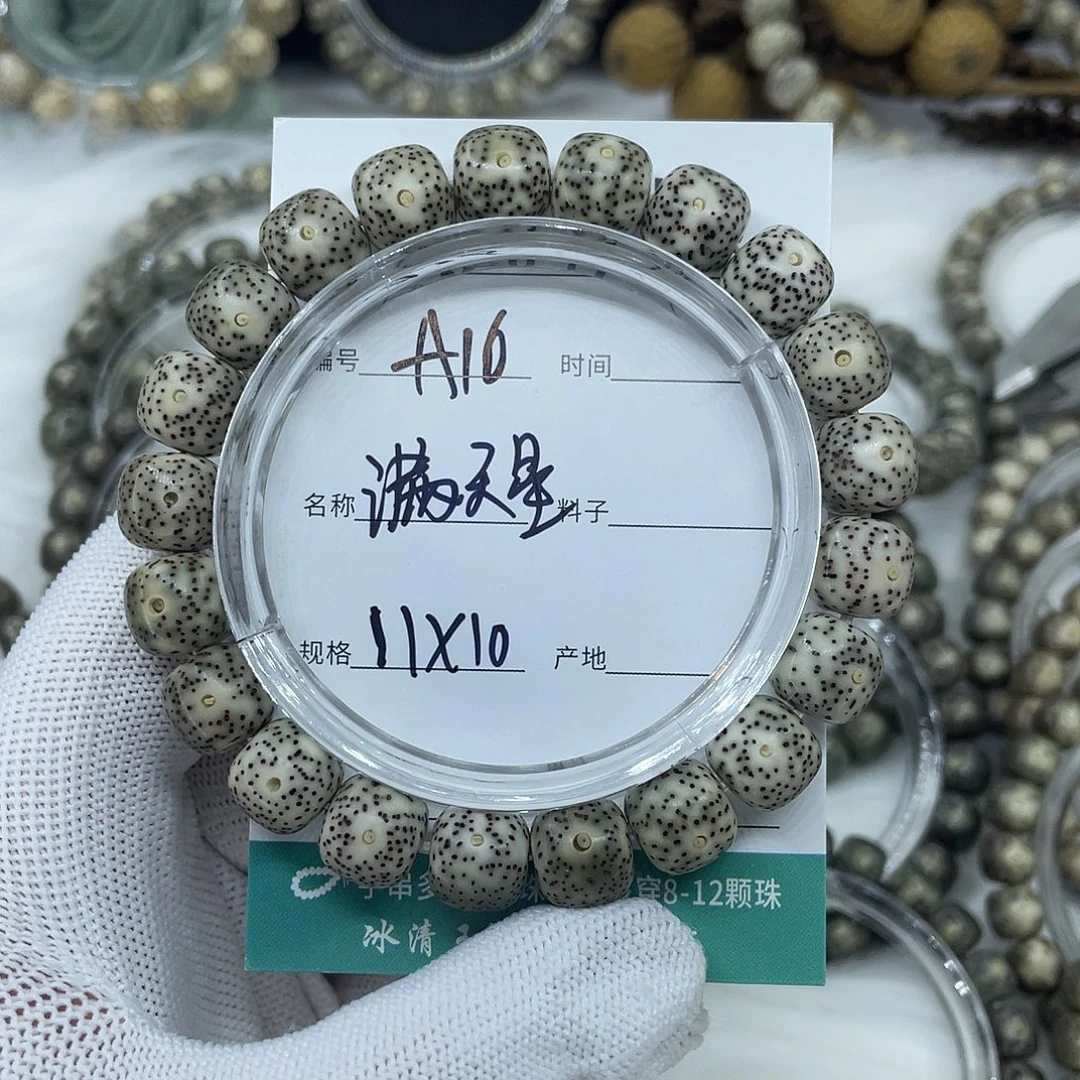 编号 A10 时间
名称 满天星 料子
规格 11X10 产地
穿8-12颗珠
冰清